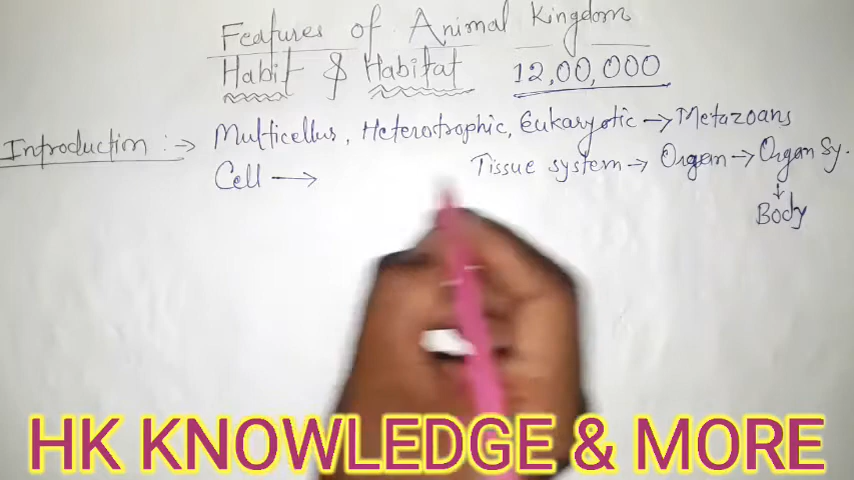 Features of Animal Kingdom
Habit & Habitat 12,00,000
Introduction :→ Multicellus, Heterotrophic, Eukaryotic → Metazoans
Cell → Tissue system → Organ → Organ Sy.
↓
Body
HK KNOWLEDGE & MORE